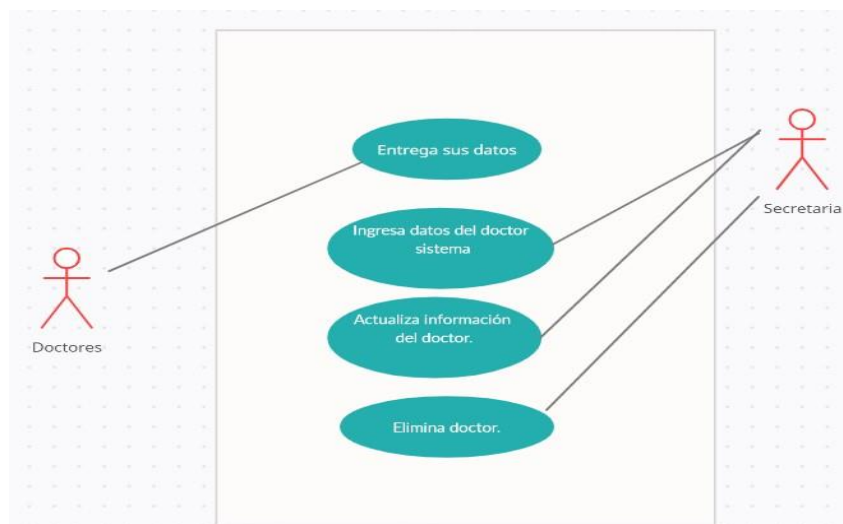 Entrega sus datos
Ingresa datos del doctor
sistema
Actualiza información
del doctor.
Elimina doctor.
Doctores
Secretaria